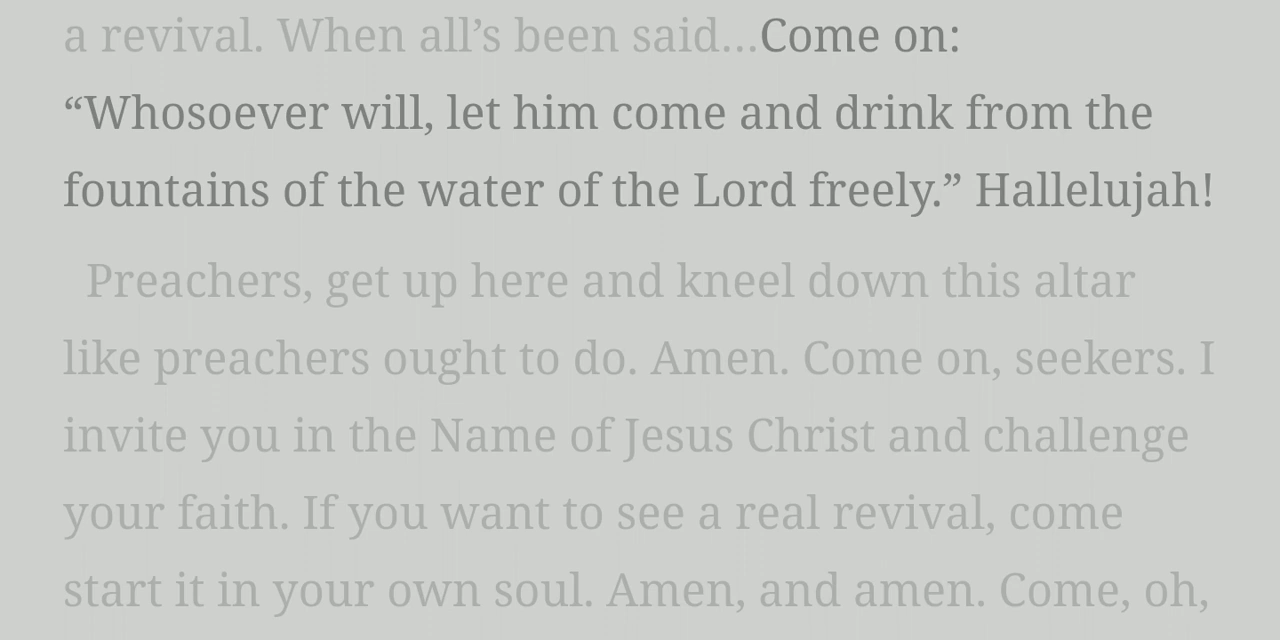 a revival. When all’s been said…Come on:
“Whosoever will, let him come and drink from the
fountains of the water of the Lord freely.” Hallelujah!
Preachers, get up here and kneel down this altar
like preachers ought to do. Amen. Come on, seekers. I
invite you in the Name of Jesus Christ and challenge
your faith. If you want to see a real revival, come
start it in your own soul. Amen, and amen. Come, oh,